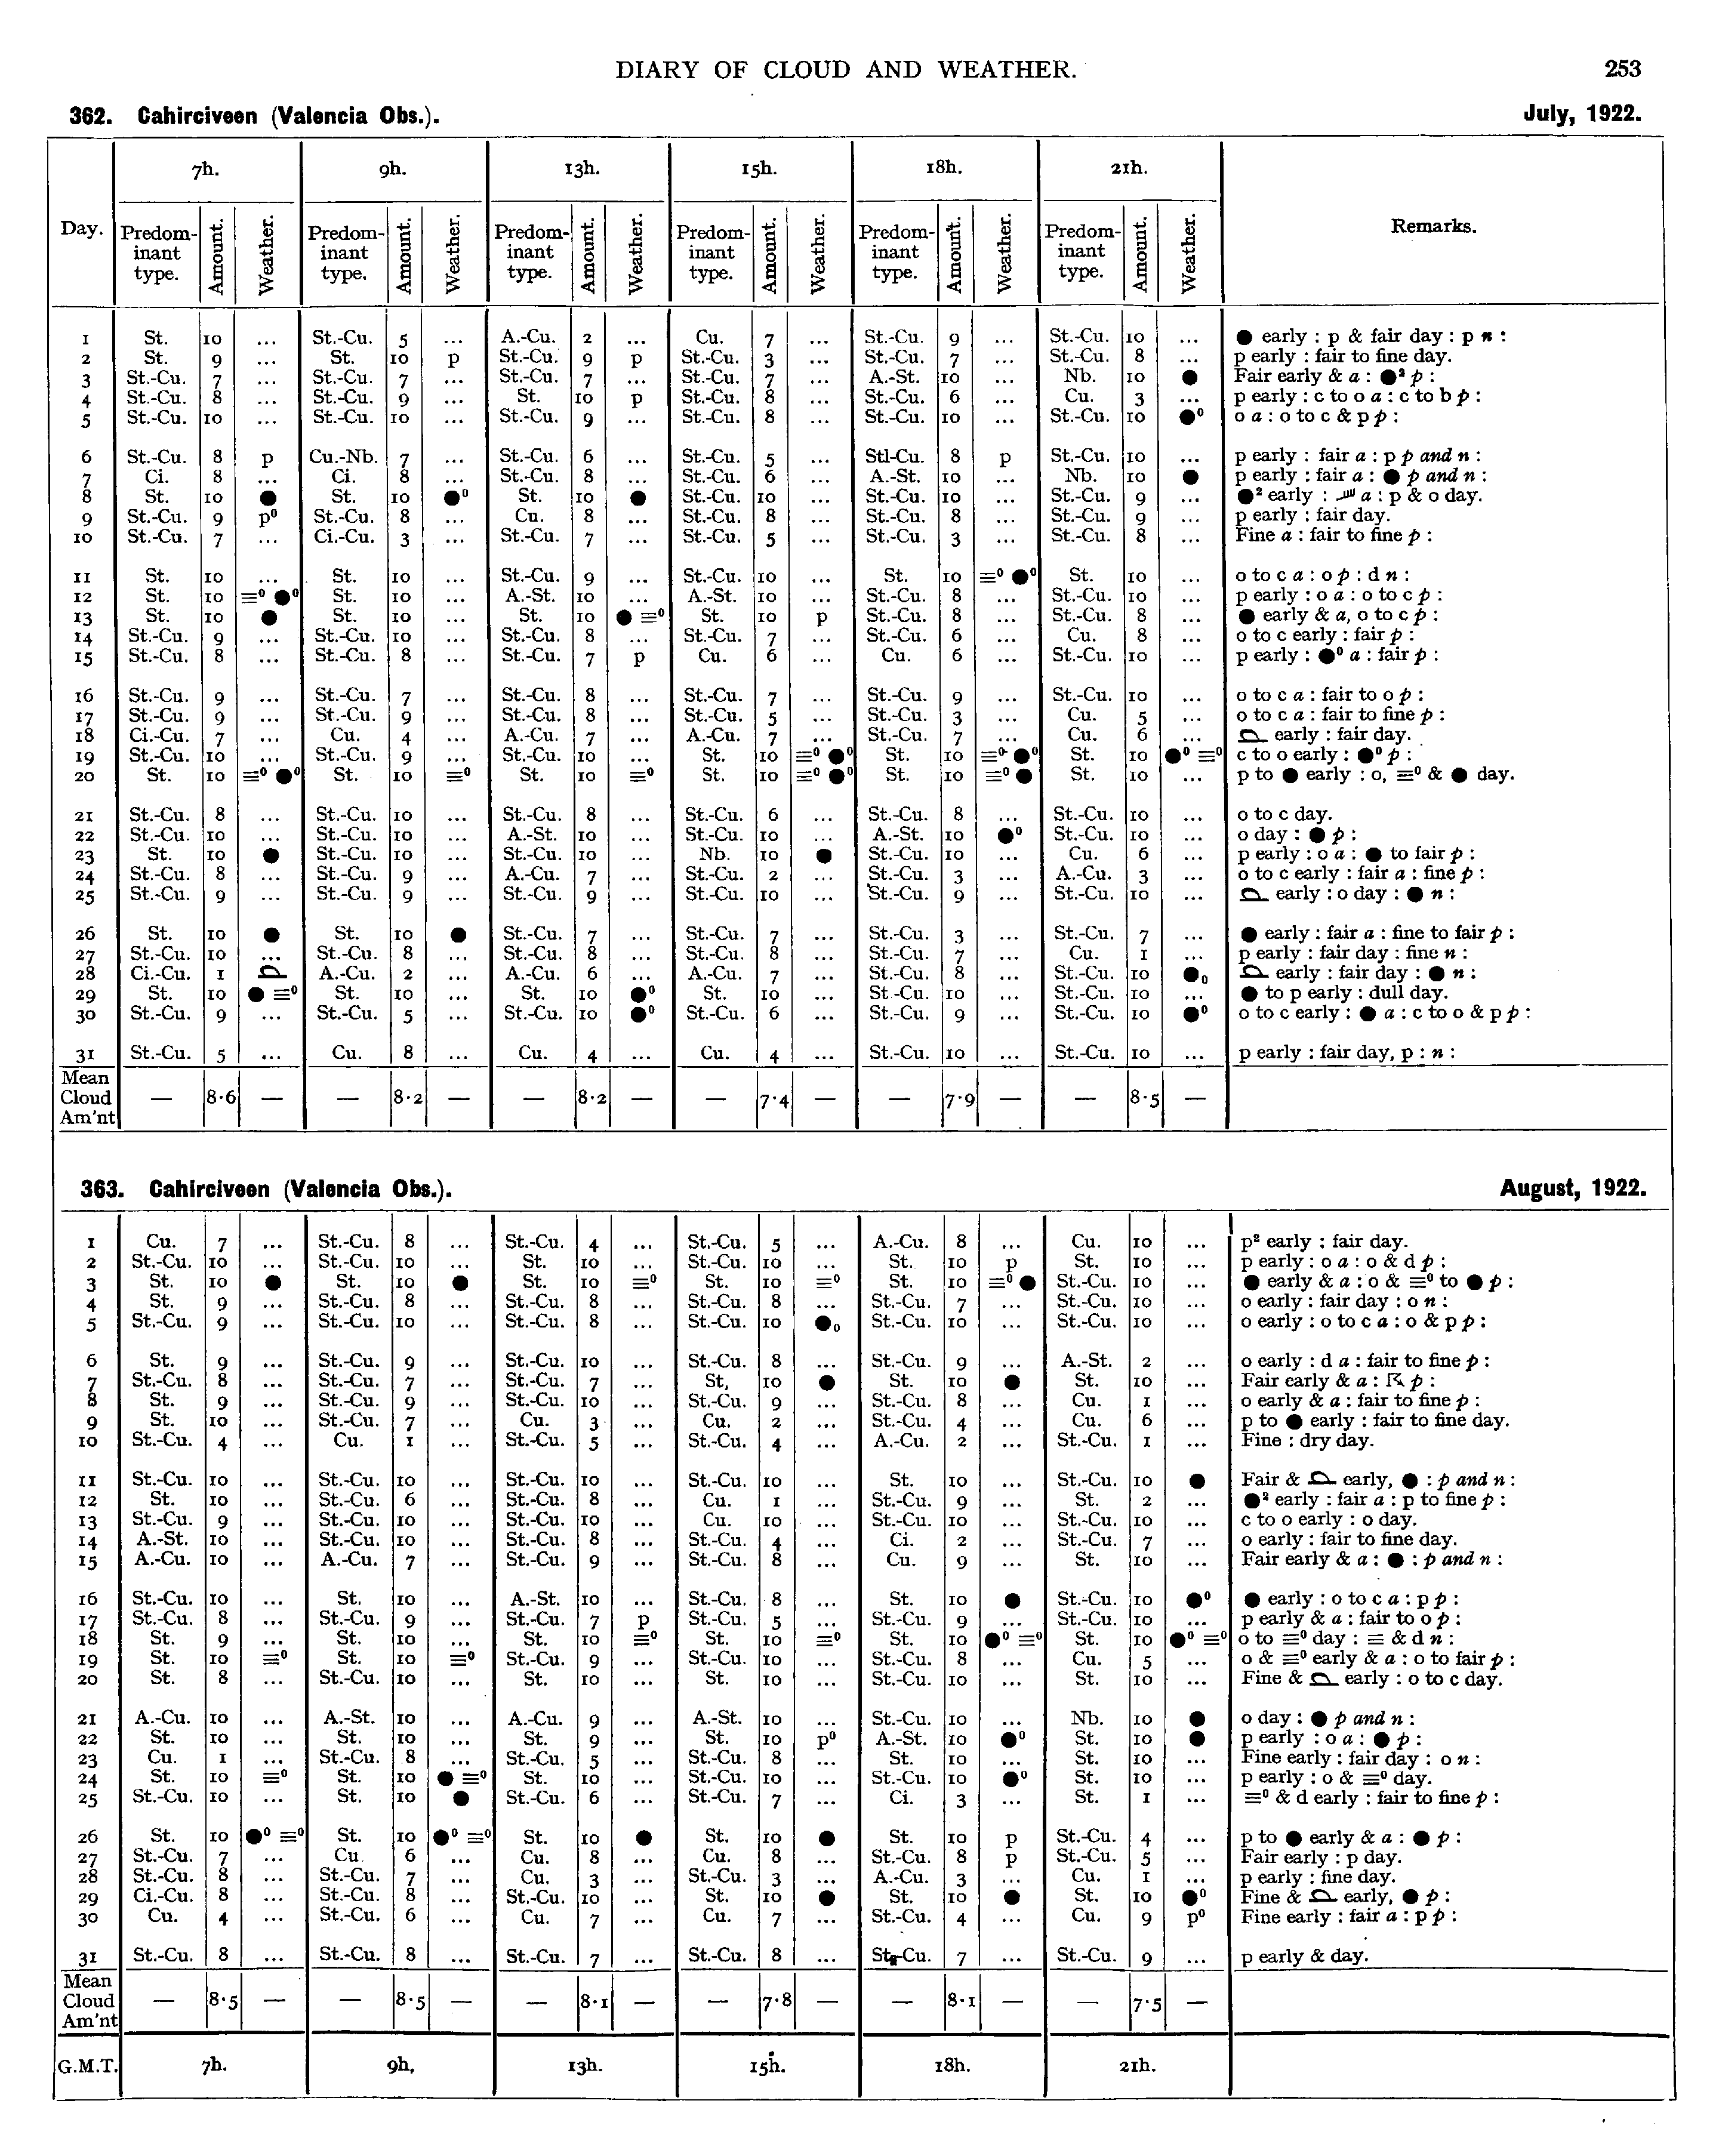 DIARY OF CLOUD AND WEATHER. 253
362. Cahirciveen (Valencia Obs.). July, 1922.
7h. 9h. 13h. 15h. 18h. 21h.
Day. Predom-inant type. Amount. Weather. Predom-inant type. Amount. Weather. Predom-inant type. Amount. Weather. Predom-inant type. Amount. Weather. Predom-inant type. Amount. Weather. Predom-inant type. Amount. Weather. Remarks.
1 St. 10 ... St.-Cu. 5 ... A.-Cu. 2 ... Cu. 7 ... St.-Cu. 9 ... St.-Cu. 10 ... ● early : p & fair day : p n :
2 St. 9 ... St. 10 p St.-Cu. 9 p St.-Cu. 3 ... St.-Cu. 7 ... St.-Cu. 8 ... p early : fair to fine day.
3 St.-Cu. 7 ... St.-Cu. 7 ... St.-Cu. 7 ... St.-Cu. 7 ... A.-St. 10 ... Nb. 10 ● Fair early & a : ●² p :
4 St.-Cu. 8 ... St.-Cu. 9 ... St. 10 p St.-Cu. 8 ... St.-Cu. 6 ... Cu. 3 ... p early : c to o a : c to b p :
5 St.-Cu. 10 ... St.-Cu. 10 ... St.-Cu. 9 ... St.-Cu. 8 ... St.-Cu. 10 ... St.-Cu. 10 ●⁰ o a : o to c & p p :
6 St.-Cu. 8 p Cu.-Nb. 7 ... St.-Cu. 6 ... St.-Cu. 5 ... Stl-Cu. 8 p St.-Cu. 10 ... p early : fair a : p p and n :
7 Ci. 8 ... Ci. 8 ... St.-Cu. 8 ... St.-Cu. 6 ... A.-St. 10 ... Nb. 10 ● p early : fair a : ● p and n :
8 St. 10 ● St. 10 ●⁰ St. 10 ● St.-Cu. 10 ... St.-Cu. 10 ... St.-Cu. 9 ... ●² early : a : p & o day.
9 St.-Cu. 9 p⁰ St.-Cu. 8 ... Cu. 8 ... St.-Cu. 8 ... St.-Cu. 8 ... St.-Cu. 9 ... p early : fair day.
10 St.-Cu. 7 ... Ci.-Cu. 3 ... St.-Cu. 7 ... St.-Cu. 5 ... St.-Cu. 3 ... St.-Cu. 8 ... Fine a : fair to fine p :
11 St. 10 ... St. 10 ... St.-Cu. 9 ... St.-Cu. 10 ... St. 10 ≡⁰ ●⁰ St. 10 ... o to c a : o p : d n :
12 St. 10 ≡⁰ ●⁰ St. 10 ... A.-St. 10 ... A.-St. 10 ... St.-Cu. 8 ... St.-Cu. 10 ... p early : o a : o to c p :
13 St. 10 ● St. 10 ... St. 10 ● ≡⁰ St. 10 p St.-Cu. 8 ... St.-Cu. 8 ... ● early & a, o to c p :
14 St.-Cu. 9 ... St.-Cu. 10 ... St.-Cu. 8 ... St.-Cu. 7 ... St.-Cu. 6 ... Cu. 8 ... o to c early : fair p :
15 St.-Cu. 8 ... St.-Cu. 8 ... St.-Cu. 7 p Cu. 6 ... Cu. 6 ... St.-Cu. 10 ... p early : ●⁰ a : fair p :
16 St.-Cu. 9 ... St.-Cu. 7 ... St.-Cu. 8 ... St.-Cu. 7 ... St.-Cu. 9 ... St.-Cu. 10 ... o to c a : fair to o p :
17 St.-Cu. 9 ... St.-Cu. 9 ... St.-Cu. 8 ... St.-Cu. 5 ... St.-Cu. 3 ... Cu. 5 ... o to c a : fair to fine p :
18 Ci.-Cu. 7 ... Cu. 4 ... A.-Cu. 7 ... A.-Cu. 7 ... St.-Cu. 7 ... Cu. 6 ... early : fair day.
19 St.-Cu. 10 ... St.-Cu. 9 ... St.-Cu. 10 ... St. 10 ≡⁰ ●⁰ St. 10 ≡⁰ ●⁰ St. 10 ●⁰ ≡⁰ c to o early : ●⁰ p :
20 St. 10 ≡⁰ ●⁰ St. 10 ≡⁰ St. 10 ≡⁰ St. 10 ≡⁰ ●⁰ St. 10 ≡⁰ ● St. 10 ... p to ● early : o, ≡⁰ & ● day.
21 St.-Cu. 8 ... St.-Cu. 10 ... St.-Cu. 8 ... St.-Cu. 6 ... St.-Cu. 8 ... St.-Cu. 10 ... o to c day.
22 St.-Cu. 10 ... St.-Cu. 10 ... A.-St. 10 ... St.-Cu. 10 ... A.-St. 10 ●⁰ St.-Cu. 10 ... o day : ● p :
23 St. 10 ● St.-Cu. 10 ... St.-Cu. 10 ... Nb. 10 ● St.-Cu. 10 ... Cu. 6 ... p early : o a : ● to fair p :
24 St.-Cu. 8 ... St.-Cu. 9 ... A.-Cu. 7 ... St.-Cu. 2 ... St.-Cu. 3 ... A.-Cu. 3 ... o to c early : fair a : fine p :
25 St.-Cu. 9 ... St.-Cu. 9 ... St.-Cu. 9 ... St.-Cu. 10 ... St.-Cu. 9 ... St.-Cu. 10 ... early : o day : ● n :
26 St. 10 ● St. 10 ● St.-Cu. 7 ... St.-Cu. 7 ... St.-Cu. 3 ... St.-Cu. 7 ... ● early : fair a : fine to fair p :
27 St.-Cu. 10 ... St.-Cu. 8 ... St.-Cu. 8 ... St.-Cu. 8 ... St.-Cu. 7 ... Cu. 1 ... p early : fair day : fine n :
28 Ci.-Cu. 1 A.-Cu. 2 ... A.-Cu. 6 ... A.-Cu. 7 ... St.-Cu. 8 ... St.-Cu. 10 ●₀ early : fair day : ● n :
29 St. 10 ● ≡⁰ St. 10 ... St. 10 ●⁰ St. 10 ... St.-Cu. 10 ... St.-Cu. 10 ... ● to p early : dull day.
30 St.-Cu. 9 ... St.-Cu. 5 ... St.-Cu. 10 ●⁰ St.-Cu. 6 ... St.-Cu. 9 ... St.-Cu. 10 ●⁰ o to c early : ● a : c to o & p p :
31 St.-Cu. 5 ... Cu. 8 ... Cu. 4 ... Cu. 4 ... St.-Cu. 10 ... St.-Cu. 10 ... p early : fair day, p : n :
Mean Cloud Am'nt — 8·6 — — 8·2 — — 8·2 — — 7·4 — — 7·9 — — 8·5 —
363. Cahirciveen (Valencia Obs.). August, 1922.
1 Cu. 7 ... St.-Cu. 8 ... St.-Cu. 4 ... St.-Cu. 5 ... A.-Cu. 8 ... Cu. 10 ... p² early : fair day.
2 St.-Cu. 10 ... St.-Cu. 10 ... St. 10 ... St.-Cu. 10 ... St. 10 p St. 10 ... p early : o a : o & d p :
3 St. 10 ● St. 10 ● St. 10 ≡⁰ St. 10 ≡⁰ St. 10 ≡⁰ ● St.-Cu. 10 ... ● early & a : o & ≡⁰ to ● p :
4 St. 9 ... St.-Cu. 8 ... St.-Cu. 8 ... St.-Cu. 8 ... St.-Cu. 7 ... St.-Cu. 10 ... o early : fair day : o n :
5 St.-Cu. 9 ... St.-Cu. 10 ... St.-Cu. 8 ... St.-Cu. 10 ●₀ St.-Cu. 10 ... St.-Cu. 10 ... o early : o to c a : o & p p :
6 St. 9 ... St.-Cu. 9 ... St.-Cu. 10 ... St.-Cu. 8 ... St.-Cu. 9 ... A.-St. 2 ... o early : d a : fair to fine p :
7 St.-Cu. 8 ... St.-Cu. 7 ... St.-Cu. 7 ... St, 10 ● St. 10 ● St. 10 ... Fair early & a : p :
8 St. 9 ... St.-Cu. 9 ... St.-Cu. 10 ... St.-Cu. 9 ... St.-Cu. 8 ... Cu. 1 ... o early & a : fair to fine p :
9 St. 10 ... St.-Cu. 7 ... Cu. 3 ... Cu. 2 ... St.-Cu. 4 ... Cu. 6 ... p to ● early : fair to fine day.
10 St.-Cu. 4 ... Cu. 1 ... St.-Cu. 5 ... St.-Cu. 4 ... A.-Cu. 2 ... St.-Cu. 1 ... Fine : dry day.
11 St.-Cu. 10 ... St.-Cu. 10 ... St.-Cu. 10 ... St.-Cu. 10 ... St. 10 ... St.-Cu. 10 ● Fair & early, ● : p and n :
12 St. 10 ... St.-Cu. 6 ... St.-Cu. 8 ... Cu. 1 ... St.-Cu. 9 ... St. 2 ... ●² early : fair a : p to fine p :
13 St.-Cu. 9 ... St.-Cu. 10 ... St.-Cu. 10 ... Cu. 10 ... St.-Cu. 10 ... St.-Cu. 10 ... c to o early : o day.
14 A.-St. 10 ... St.-Cu. 10 ... St.-Cu. 8 ... St.-Cu. 4 ... Ci. 2 ... St.-Cu. 7 ... o early : fair to fine day.
15 A.-Cu. 10 ... A.-Cu. 7 ... St.-Cu. 9 ... St.-Cu. 8 ... Cu. 9 ... St. 10 ... Fair early & a : ● : p and n :
16 St.-Cu. 10 ... St. 10 ... A.-St. 10 ... St.-Cu. 8 ... St. 10 ● St.-Cu. 10 ●⁰ ● early : o to c a : p p :
17 St.-Cu. 8 ... St.-Cu. 9 ... St.-Cu. 7 p St.-Cu. 5 ... St.-Cu. 9 ... St.-Cu. 10 ... p early & a : fair to o p :
18 St. 9 ... St. 10 ... St. 10 ≡⁰ St. 10 ≡⁰ St. 10 ●⁰ ≡⁰ St. 10 ●⁰ ≡⁰ o to ≡⁰ day : ≡ & d n :
19 St. 10 ≡⁰ St. 10 ≡⁰ St.-Cu. 9 ... St.-Cu. 10 ... St.-Cu. 8 ... Cu. 5 ... o & ≡⁰ early & a : o to fair p :
20 St. 8 ... St.-Cu. 10 ... St. 10 ... St. 10 ... St.-Cu. 10 ... St. 10 ... Fine & early : o to c day.
21 A.-Cu. 10 ... A.-St. 10 ... A.-Cu. 9 ... A.-St. 10 ... St.-Cu. 10 ... Nb. 10 ● o day : ● p and n :
22 St. 10 ... St. 10 ... St. 9 ... St. 10 p⁰ A.-St. 10 ●⁰ St. 10 ● p early : o a : ● p :
23 Cu. 1 ... St.-Cu. 8 ... St.-Cu. 5 ... St.-Cu. 8 ... St. 10 ... St. 10 ... Fine early : fair day : o n :
24 St. 10 ≡⁰ St. 10 ● ≡⁰ St. 10 ... St.-Cu. 10 ... St.-Cu. 10 ●⁰ St. 10 ... p early : o & ≡⁰ day.
25 St.-Cu. 10 ... St. 10 ● St.-Cu. 6 ... St.-Cu. 7 ... Ci. 3 ... St. 1 ... ≡⁰ & d early : fair to fine p :
26 St. 10 ●⁰ ≡⁰ St. 10 ●⁰ ≡⁰ St. 10 ● St. 10 ● St. 10 p St.-Cu. 4 ... p to ● early & a : ● p :
27 St.-Cu. 7 ... Cu 6 ... Cu. 8 ... Cu. 8 ... St.-Cu. 8 p St.-Cu. 5 ... Fair early : p day.
28 St.-Cu. 8 ... St.-Cu. 7 ... Cu. 3 ... St.-Cu. 3 ... A.-Cu. 3 ... Cu. 1 ... p early : fine day.
29 Ci.-Cu. 8 ... St.-Cu. 8 ... St.-Cu. 10 ... St. 10 ● St. 10 ● St. 10 ●⁰ Fine & early, ● p :
30 Cu. 4 ... St.-Cu. 6 ... Cu. 7 ... Cu. 7 ... St.-Cu. 4 ... Cu. 9 p⁰ Fine early : fair a : p p :
31 St.-Cu. 8 ... St.-Cu. 8 ... St.-Cu. 7 ... St.-Cu. 8 ... St.-Cu. 7 ... St.-Cu. 9 ... p early & day.
Mean Cloud Am'nt — 8·5 — — 8·5 — — 8·1 — — 7·8 — — 8·1 — — 7·5 —
G.M.T. 7h. 9h, 13h. 15h. 18h. 21h.